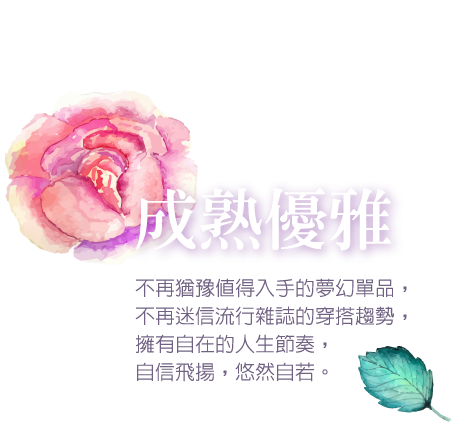 成熟優雅
不再猶豫值得入手的夢幻單品，
不再迷信流行雜誌的穿搭趨勢，
擁有自在的人生節奏，
自信飛揚，悠然自若。